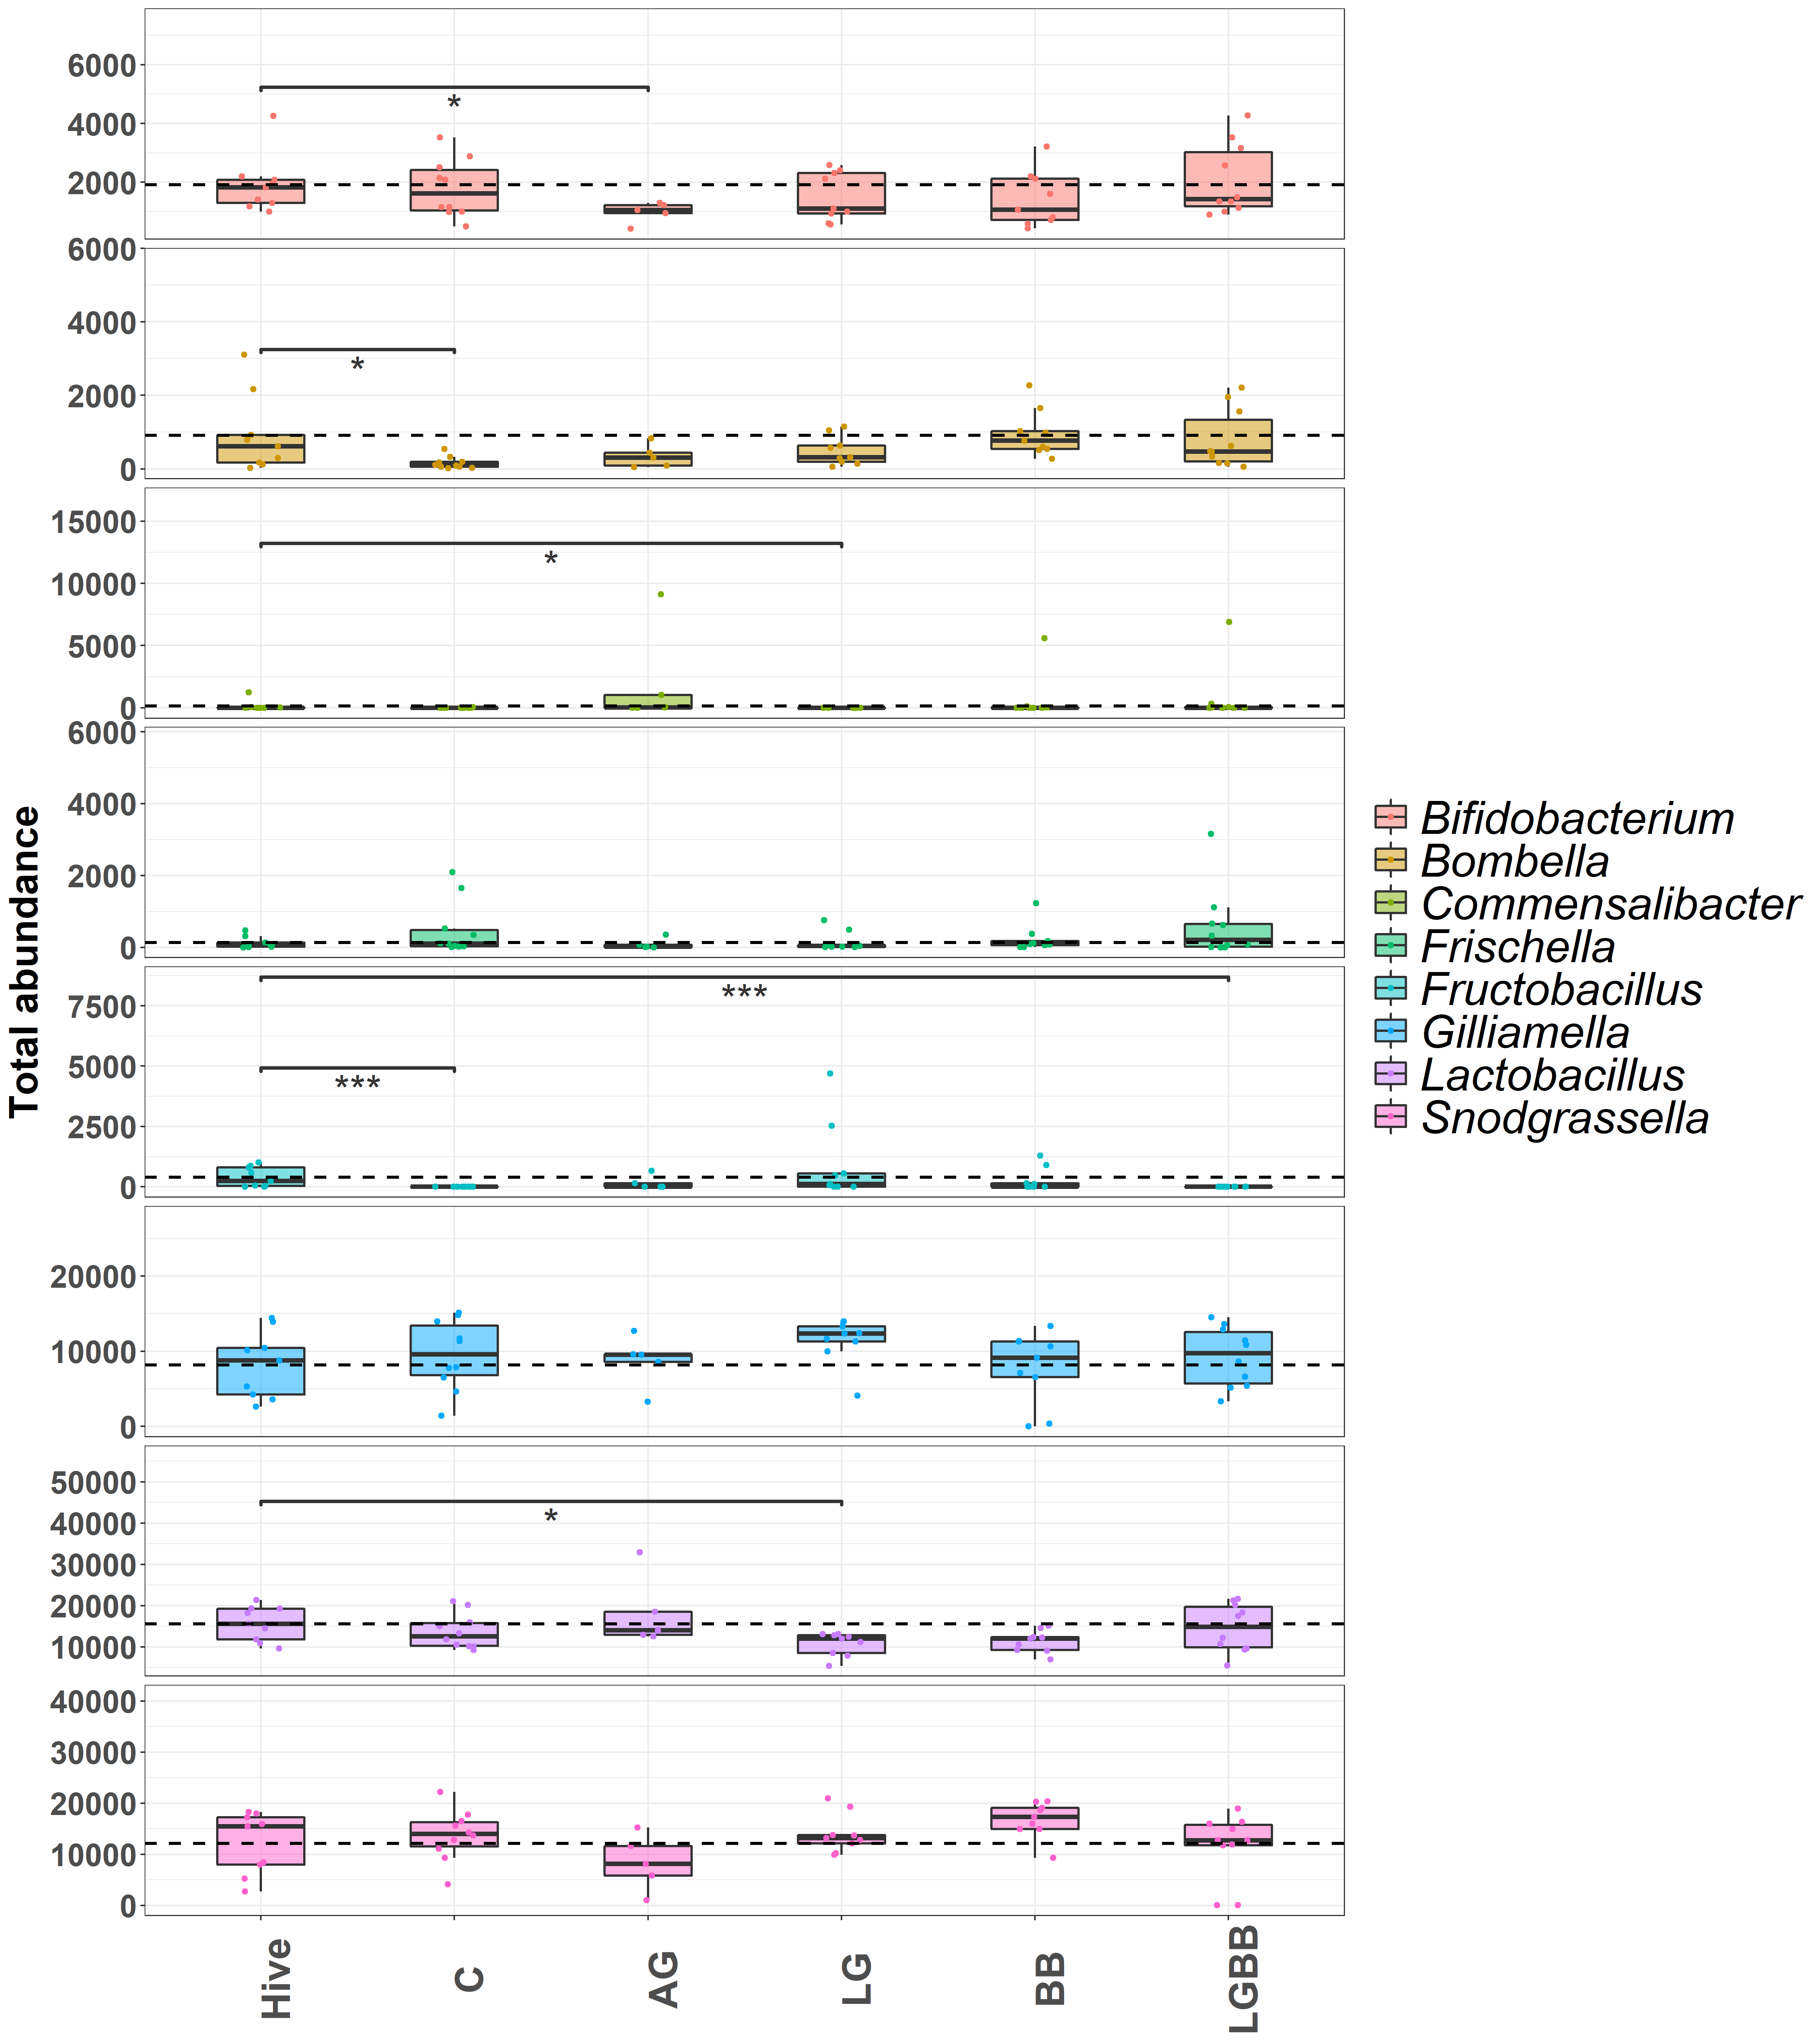 Total abundance
6000
4000
2000
*
6000
4000
2000
0
*
15000
10000
5000
0
*
6000
4000
2000
0
7500
5000
2500
0
***
***
20000
10000
0
50000
40000
30000
20000
10000
*
40000
30000
20000
10000
0
Hive
C
AG
LG
BB
LGBB
Bifidobacterium
Bombella
Commensalibacter
Frischella
Fructobacillus
Gilliamella
Lactobacillus
Snodgrassella